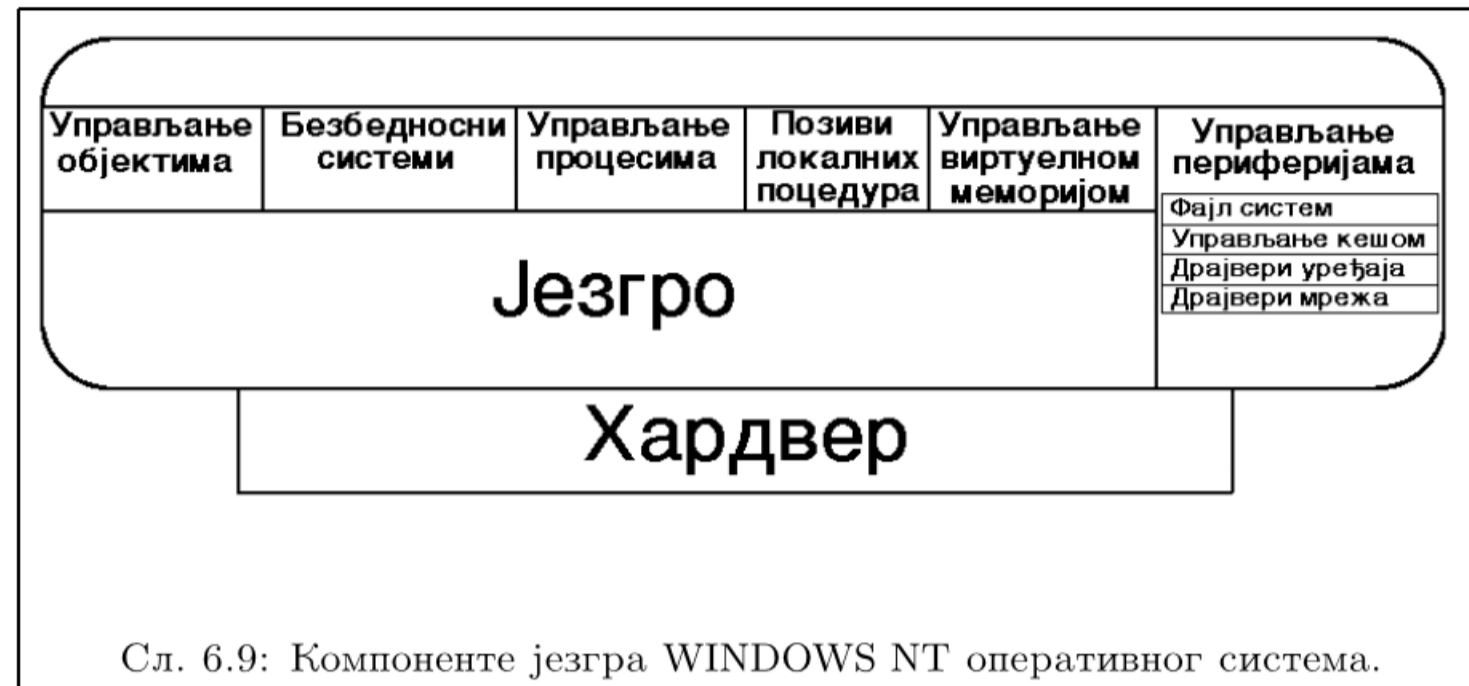 Управљање
објектима
Безбедносни
системи
Управљање
процесима
Позиви
локалних
поцедура
Управљање
виртуелном
меморијом
Управљање
периферијама
Фајл систем
Управљање кешом
Драјвери уређаја
Драјвери мрежа
Језгро
Хардвер
Сл. 6.9: Компоненте језгра WINDOWS NT оперативног система.